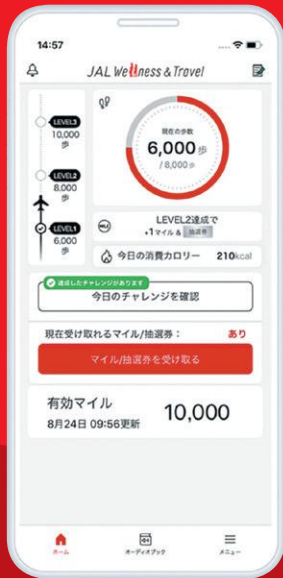 14:57
JAL Wellness & Travel
LEVEL3
10,000
歩
LEVEL2
8,000
歩
LEVEL1
6,000
歩
現在の歩数
6,000 歩
/ 8,000 歩
LEVEL2達成で
+1マイル & 抽選券
今日の消費カロリー 210kcal
達成したチャレンジがあります
今日のチャレンジを確認
現在受け取れるマイル/抽選券： あり
マイル/抽選券を受け取る
有効マイル
8月24日 09:56更新
10,000
ホーム
オーディオブック
メニュー